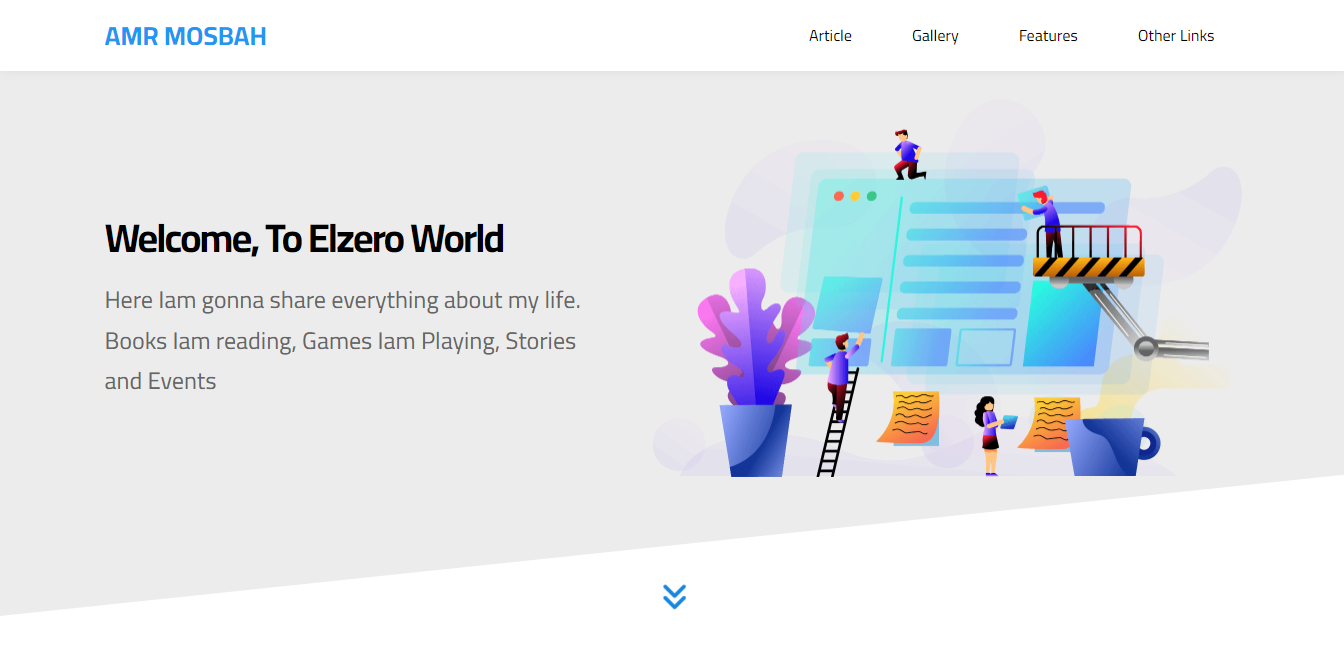 AMR MOSBAH
Article
Gallery
Features
Other Links
Welcome, To Elzero World
Here Iam gonna share everything about my life.
Books Iam reading, Games Iam Playing, Stories
and Events